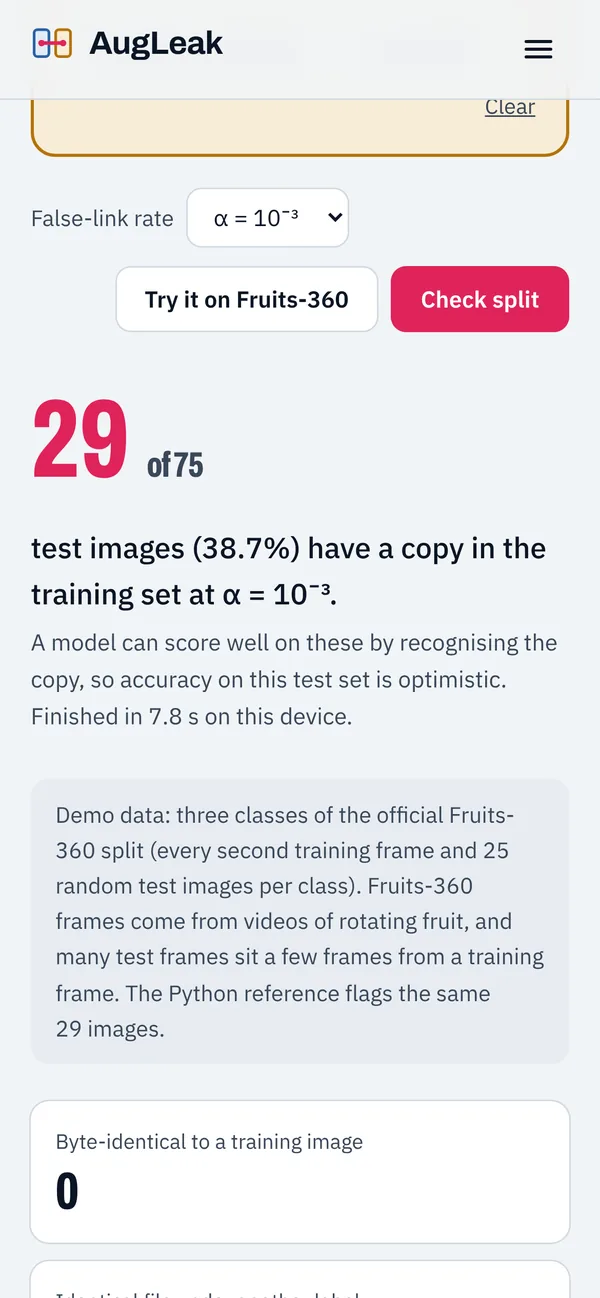 AugLeak
Clear
False-link rate
α = 10⁻³
Try it on Fruits-360
Check split
29 of 75
test images (38.7%) have a copy in the
training set at α = 10⁻³.
A model can score well on these by recognising the
copy, so accuracy on this test set is optimistic.
Finished in 7.8 s on this device.
Demo data: three classes of the official Fruits-
360 split (every second training frame and 25
random test images per class). Fruits-360
frames come from videos of rotating fruit, and
many test frames sit a few frames from a training
frame. The Python reference flags the same
29 images.
Byte-identical to a training image
0